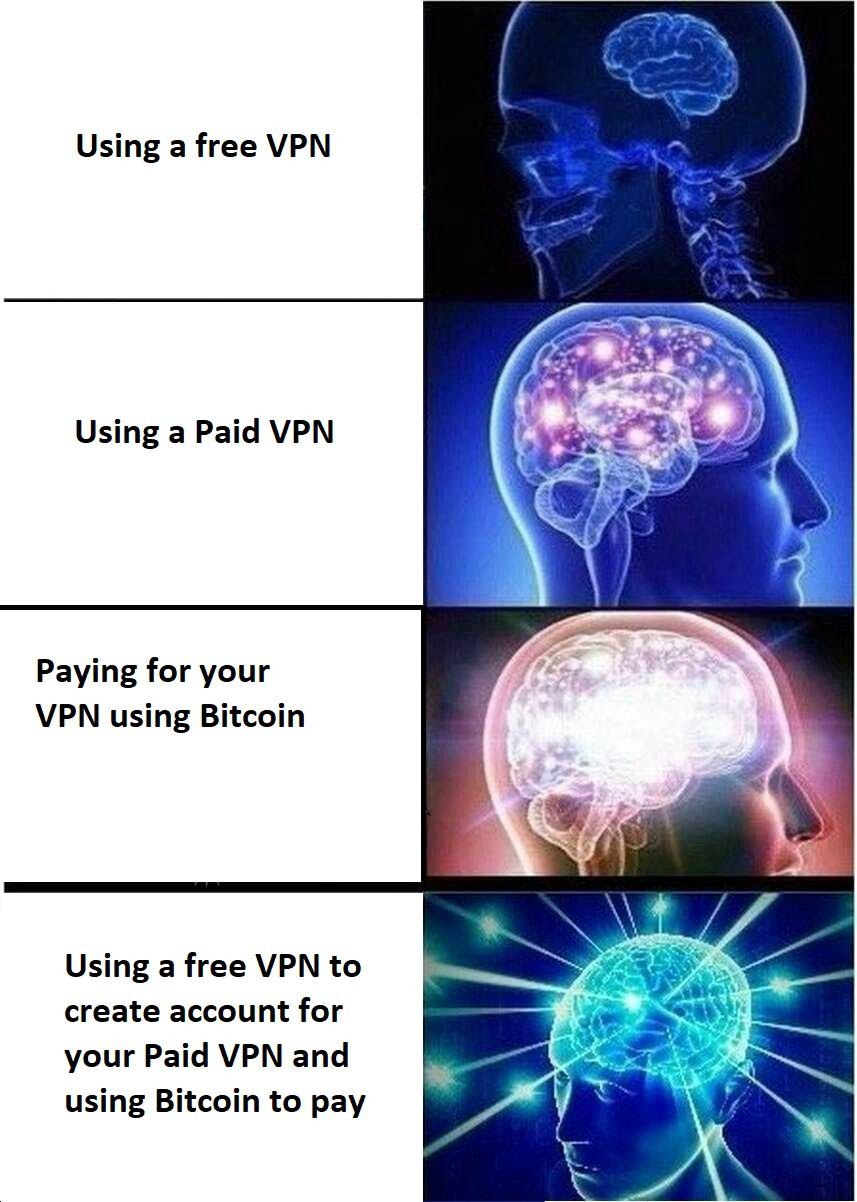 Using a free VPN
Using a Paid VPN
Paying for your
VPN using Bitcoin
Using a free VPN to
create account for
your Paid VPN and
using Bitcoin to pay